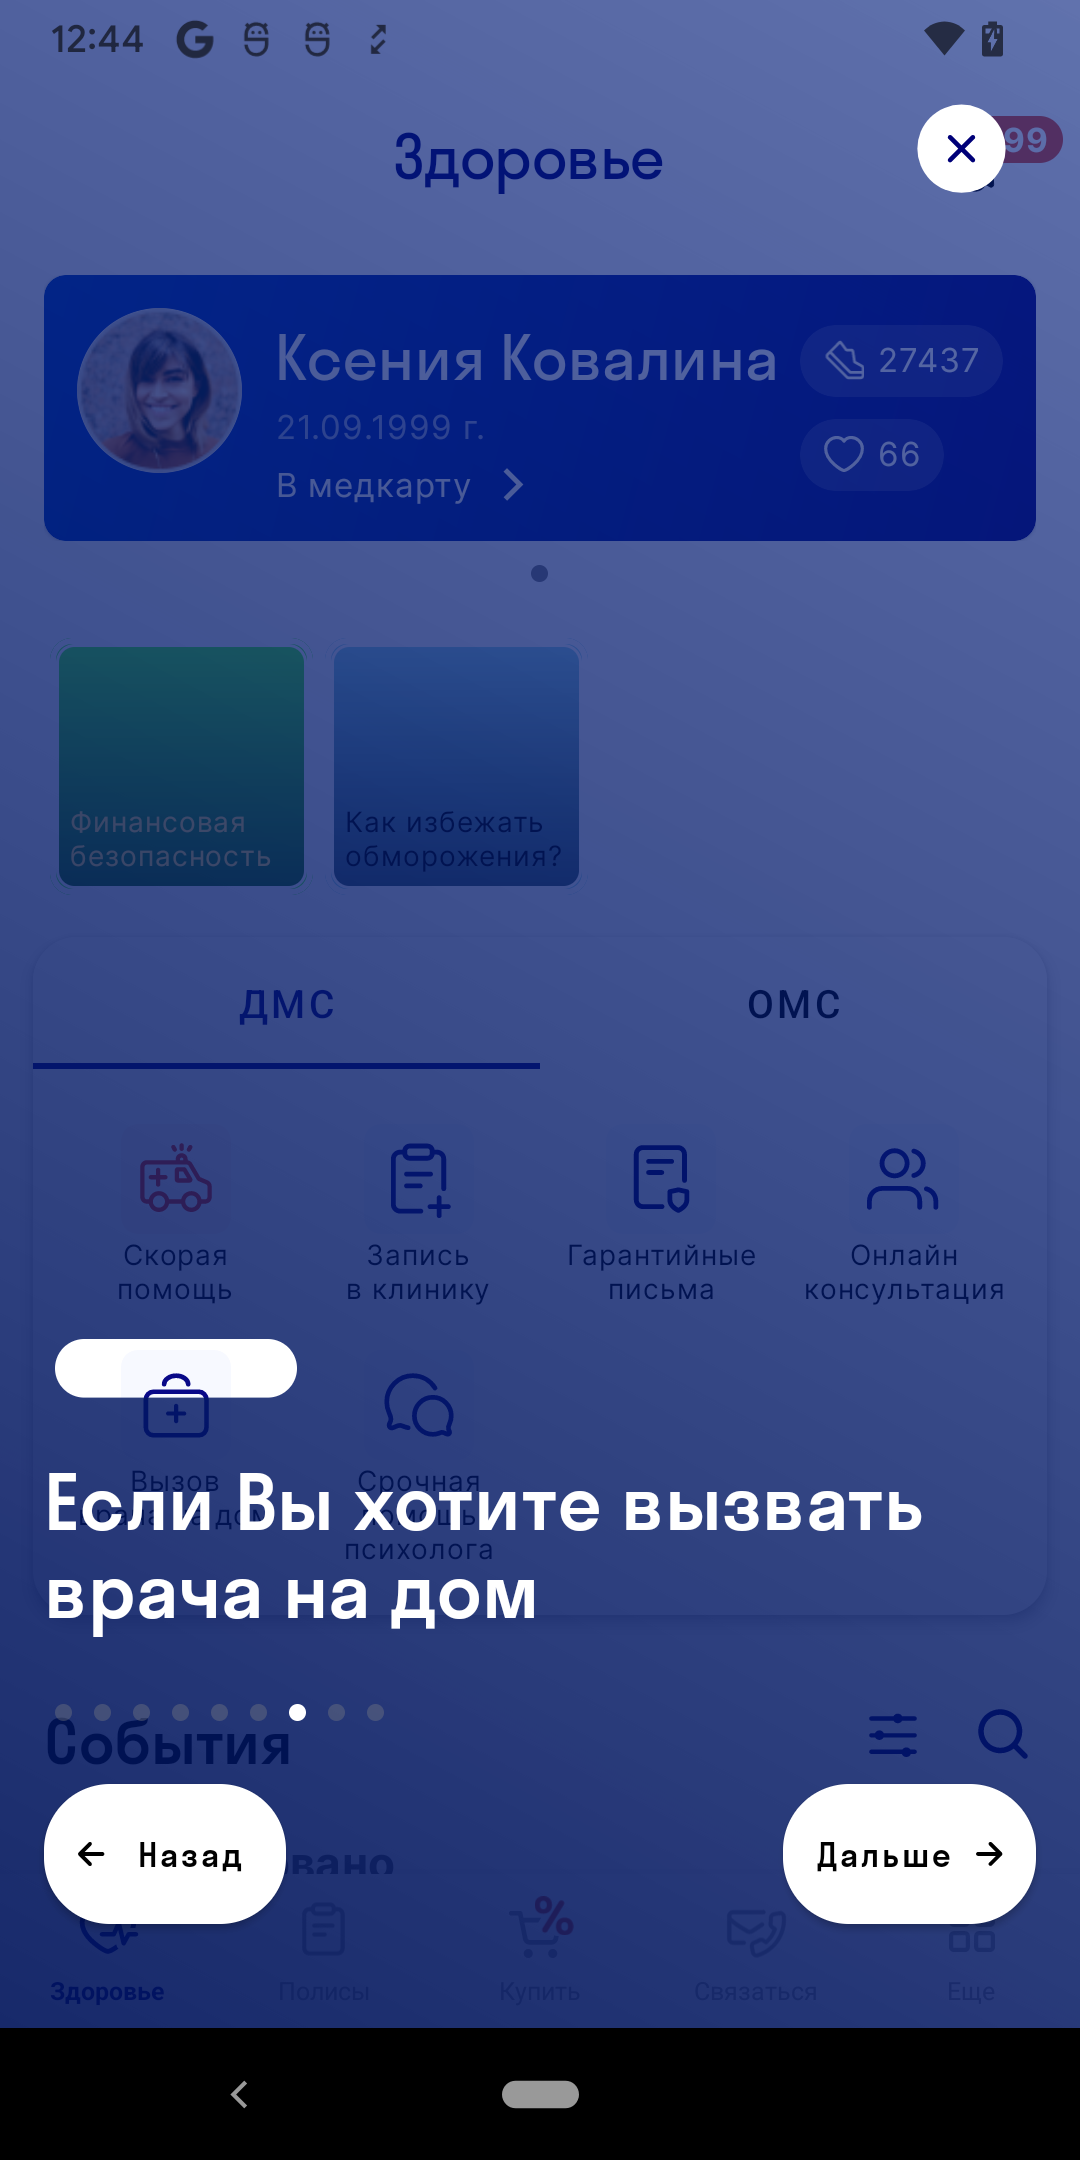 12:44
Здоровье
99
Ксения Ковалина
27437
21.09.1999 г.
66
В медкарту
Финансовая
безопасность
Как избежать
обморожения?
ДМС
ОМС
Скорая
помощь
Запись
в клинику
Гарантийные
письма
Онлайн
консультация
Вызов
врача на дом
Срочная
помощь
психолога
Если Вы хотите вызвать
врача на дом
События
Назад
Дальше
Здоровье
Полисы
Купить
Связаться
Еще